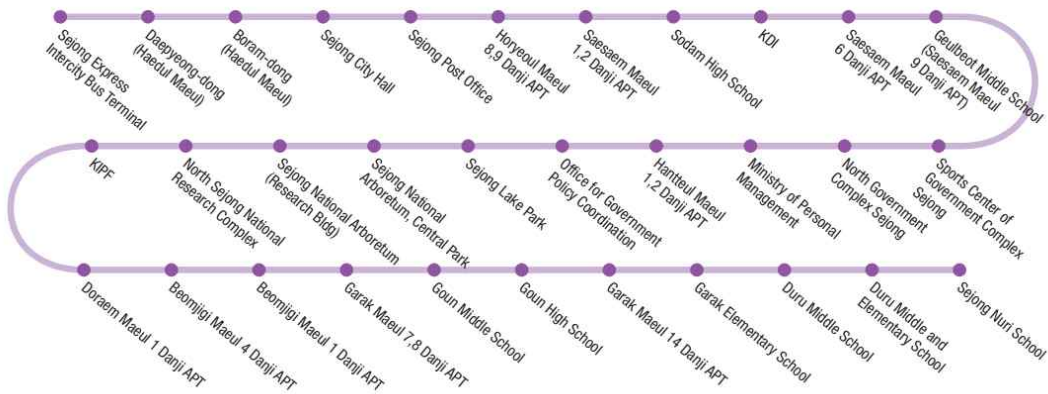 Sejong Express
Intercity Bus Terminal
Daepyeong-dong
(Haedul Maeul)
Boram-dong
(Haedul Maeul)
Sejong City Hall
Sejong Post Office
Horyeoul Maeul
8,9 Danji APT
Saesaem Maeul
1,2 Danji APT
Sodam High School
KDI
Saesaem Maeul
6 Danji APT
Geulbeot Middle School
(Saesaem Maeul
9 Danji APT)
KIPF
North Sejong National
Research Complex
Sejong National Arboretum
(Research Bldg)
Sejong National
Arboretum, Central Park
Sejong Lake Park
Office for Government
Policy Coordination
Hantteul Maeul
1,2 Danji APT
Ministry of Personal
Management
North Government
Complex Sejong
Sports Center of
Government Complex
Sejong
Doraem Maeul 1 Danji APT
Beomjigi Maeul 4 Danji APT
Beomjigi Maeul 1 Danji APT
Garak Maeul 7,8 Danji APT
Goun Middle School
Goun High School
Garak Maeul 14 Danji APT
Garak Elementary School
Duru Middle School
Duru Middle and
Elementary School
Sejong Nuri School